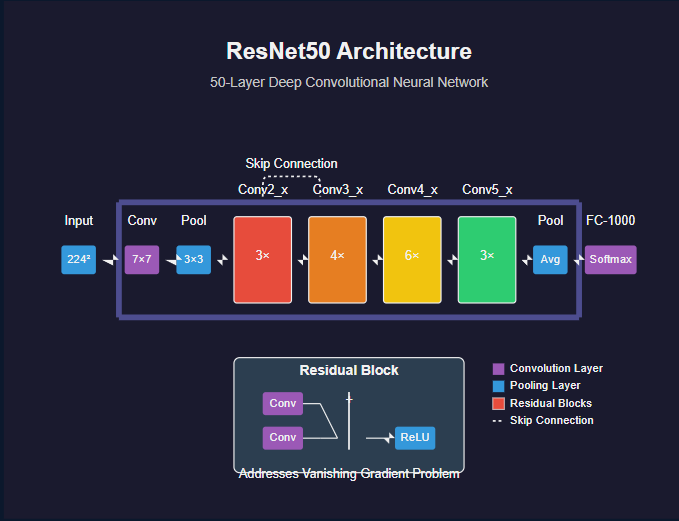 ResNet50 Architecture
50-Layer Deep Convolutional Neural Network
Skip Connection
Conv2_x Conv3_x Conv4_x Conv5_x
Input Conv Pool Pool FC-1000
224² 7×7 3×3 3× 4× 6× 3× Avg Softmax
Residual Block
Conv
+
Conv ReLU
Addresses Vanishing Gradient Problem
Convolution Layer
Pooling Layer
Residual Blocks
Skip Connection